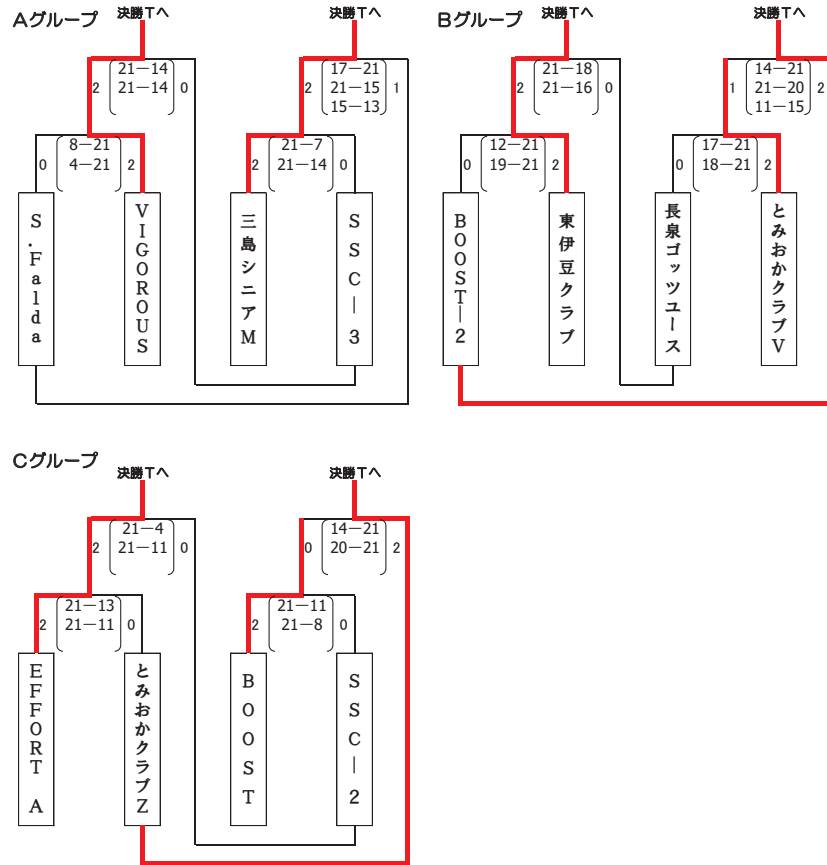 Aグループ
決勝Tへ
決勝Tへ
21－14
2 21－14 0
17－21
2 21－15 1
15－13
8－21
0 4－21 2
21－7
2 21－14 0
S.Falda
VIGOROUS
三島シニアM
SSC－3
Bグループ
決勝Tへ
決勝Tへ
21－18
2 21－16 0
14－21
1 21－20 2
11－15
12－21
0 19－21 2
17－21
0 18－21 2
BOOST－2
東伊豆クラブ
長泉ゴッツユース
とみおかクラブV
Cグループ
決勝Tへ
決勝Tへ
21－4
2 21－11 0
14－21
0 20－21 2
21－13
2 21－11 0
21－11
2 21－8 0
EFFORT A
とみおかクラブZ
BOOST
SSC－2